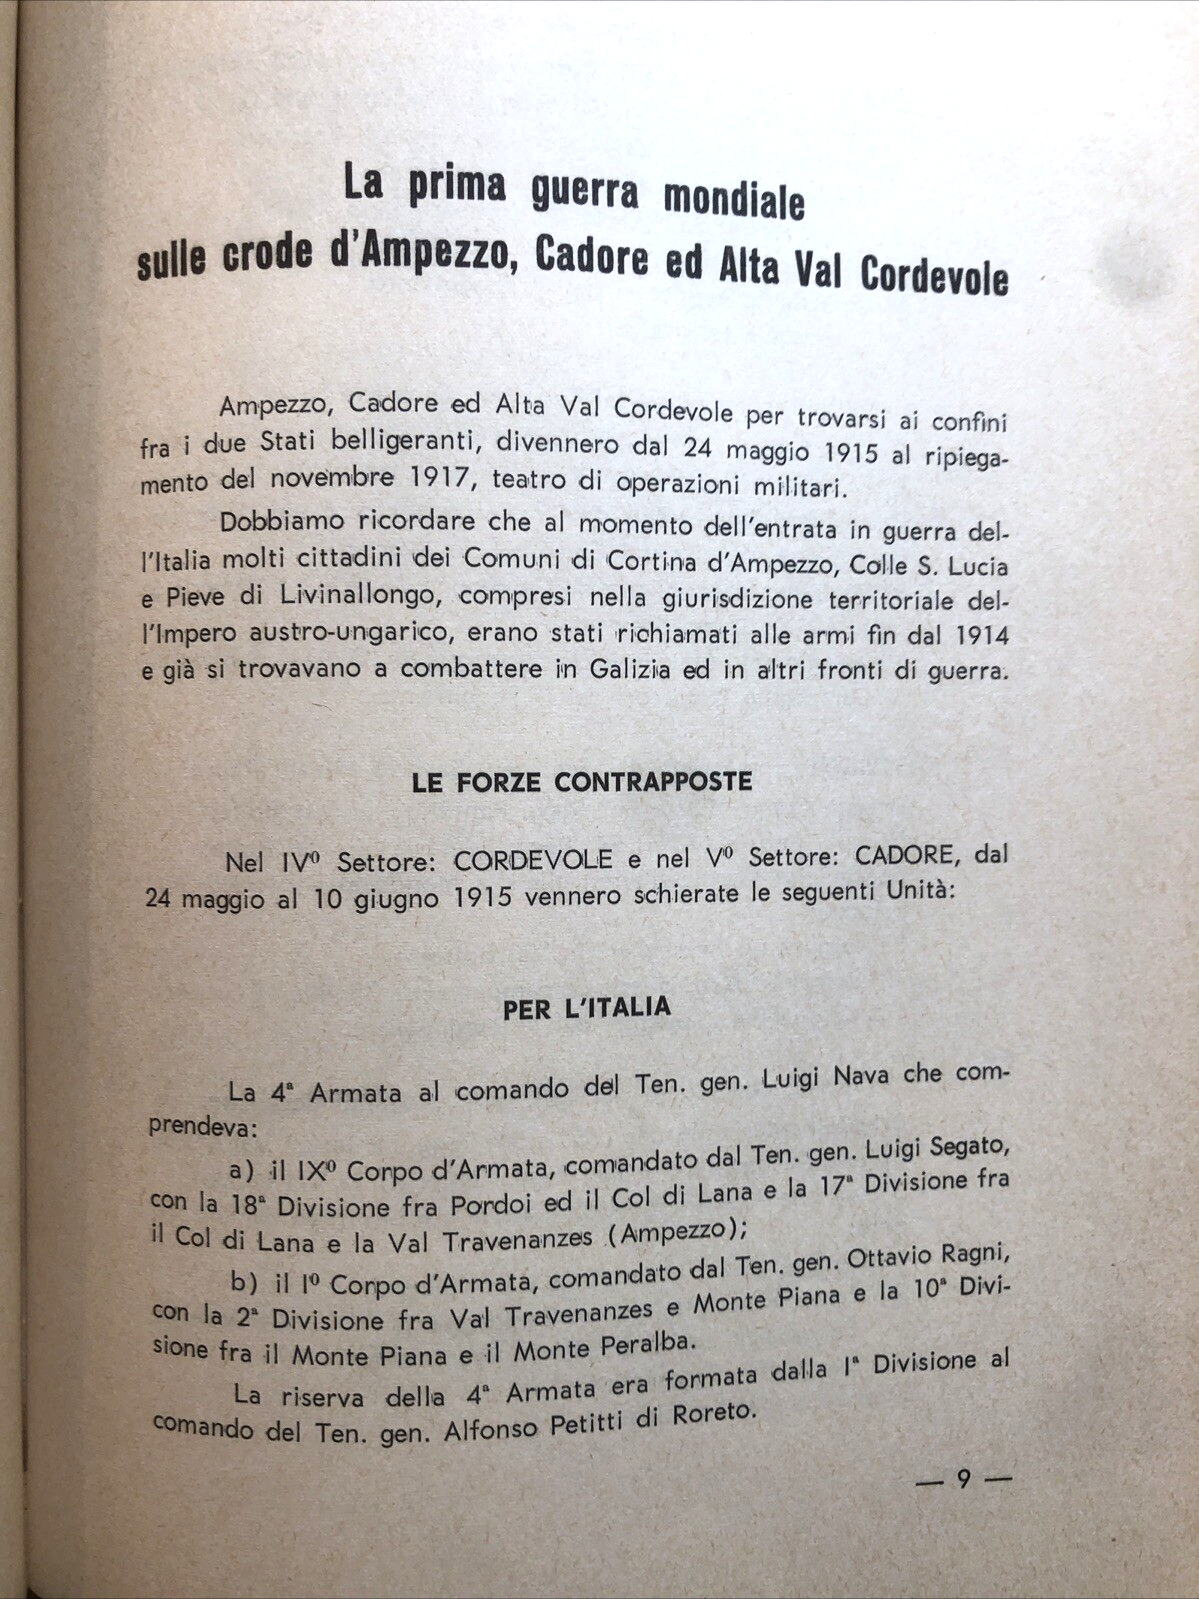 La prima guerra mondiale
sulle crode d'Ampezzo, Cadore ed Alta Val Cordevole
Ampezzo, Cadore ed Alta Val Cordevole per trovarsi ai confini
fra i due Stati belligeranti, divennero dal 24 maggio 1915 al ripiega-
mento del novembre 1917, teatro di operazioni militari.
Dobbiamo ricordare che al momento dell'entrata in guerra del-
l'Italia molti cittadini dei Comuni di Cortina d'Ampezzo, Colle S. Lucia
e Pieve di Livinallongo, compresi nella giurisdizione territoriale del-
l'Impero austro-ungarico, erano stati richiamati alle armi fin dal 1914
e già si trovavano a combattere in Galizia ed in altri fronti di guerra.
LE FORZE CONTRAPPOSTE
Nel IVº Settore: CORDEVOLE e nel Vº Settore: CADORE, dal
24 maggio al 10 giugno 1915 vennero schierate le seguenti Unità:
PER L'ITALIA
La 4ª Armata al comando del Ten. gen. Luigi Nava che com-
prendeva:
a) il IXº Corpo d'Armata, comandato dal Ten. gen. Luigi Segato,
con la 18ª Divisione fra Pordoi ed il Col di Lana e la 17ª Divisione fra
il Col di Lana e la Val Travenanzes (Ampezzo);
b) il Iº Corpo d'Armata, comandato dal Ten. gen. Ottavio Ragni,
con la 2ª Divisione fra Val Travenanzes e Monte Piana e la 10ª Divi-
sione fra il Monte Piana e il Monte Peralba.
La riserva della 4ª Armata era formata dalla Iª Divisione al
comando del Ten. gen. Alfonso Petitti di Roreto.
— 9 —